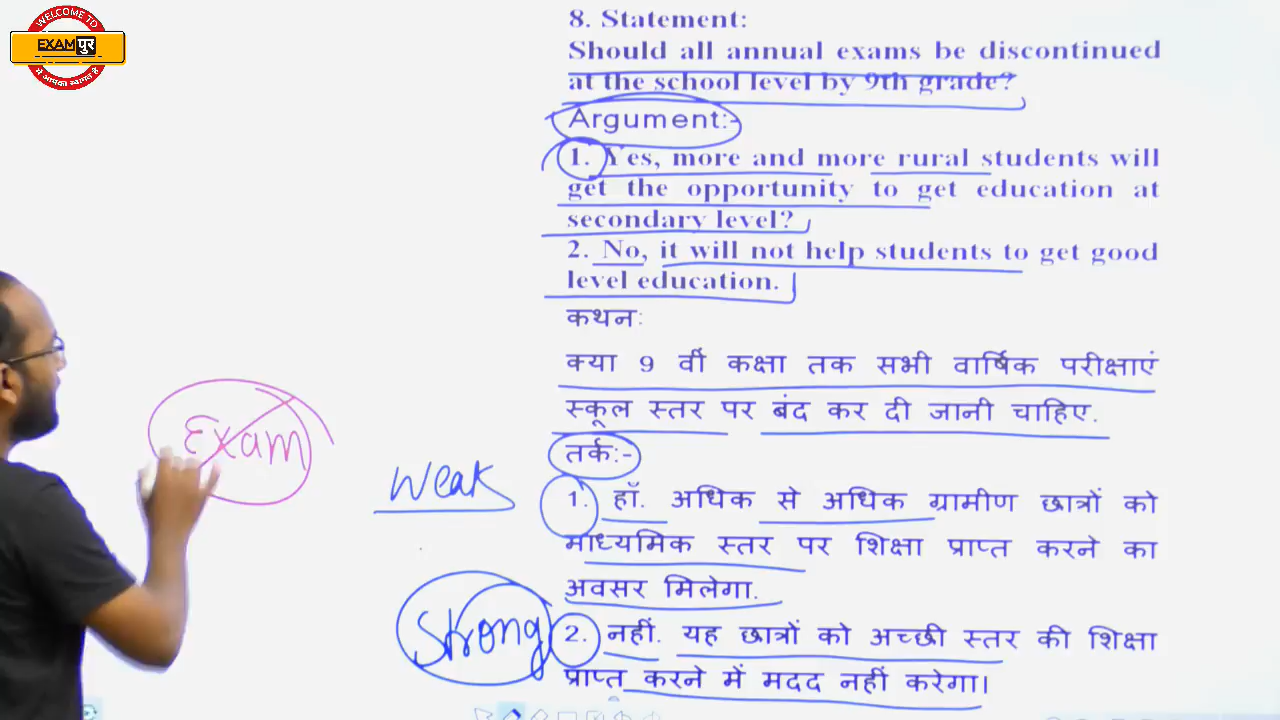 WELCOME TO
EXAMपुर
में आपका स्वागत है
8. Statement:
Should all annual exams be discontinued
at the school level by 9th grade?
Argument:-
1. Yes, more and more rural students will
get the opportunity to get education at
secondary level?
2. No, it will not help students to get good
level education.
कथन:
क्या 9 वीं कक्षा तक सभी वार्षिक परीक्षाएं
स्कूल स्तर पर बंद कर दी जानी चाहिए.
तर्क:-
1. हॉ. अधिक से अधिक ग्रामीण छात्रों को
माध्यमिक स्तर पर शिक्षा प्राप्त करने का
अवसर मिलेगा.
2. नहीं. यह छात्रों को अच्छी स्तर की शिक्षा
प्राप्त करने में मदद नहीं करेगा।
Exam
Weak
Strong